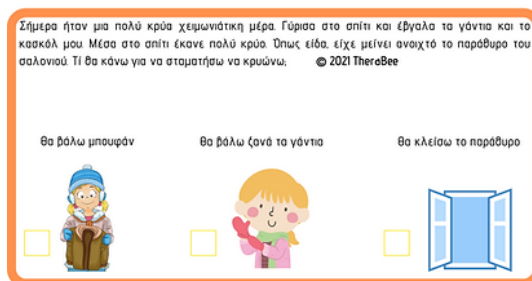 Σήμερα ήταν μια πολύ κρύα χειμωνιάτικη μέρα. Γύρισα στο σπίτι και έβγαλα τα γάντια και το
κασκόλ μου. Μέσα στο σπίτι έκανε πολύ κρύο. Όπως είδα, είχε μείνει ανοιχτό το παράθυρο του
σαλονιού. Τί θα κάνω για να σταματήσω να κρυώνω; © 2021 TheraBee
θα βάλω μπουφάν θα βάλω ξανά τα γάντια θα κλείσω το παράθυρο